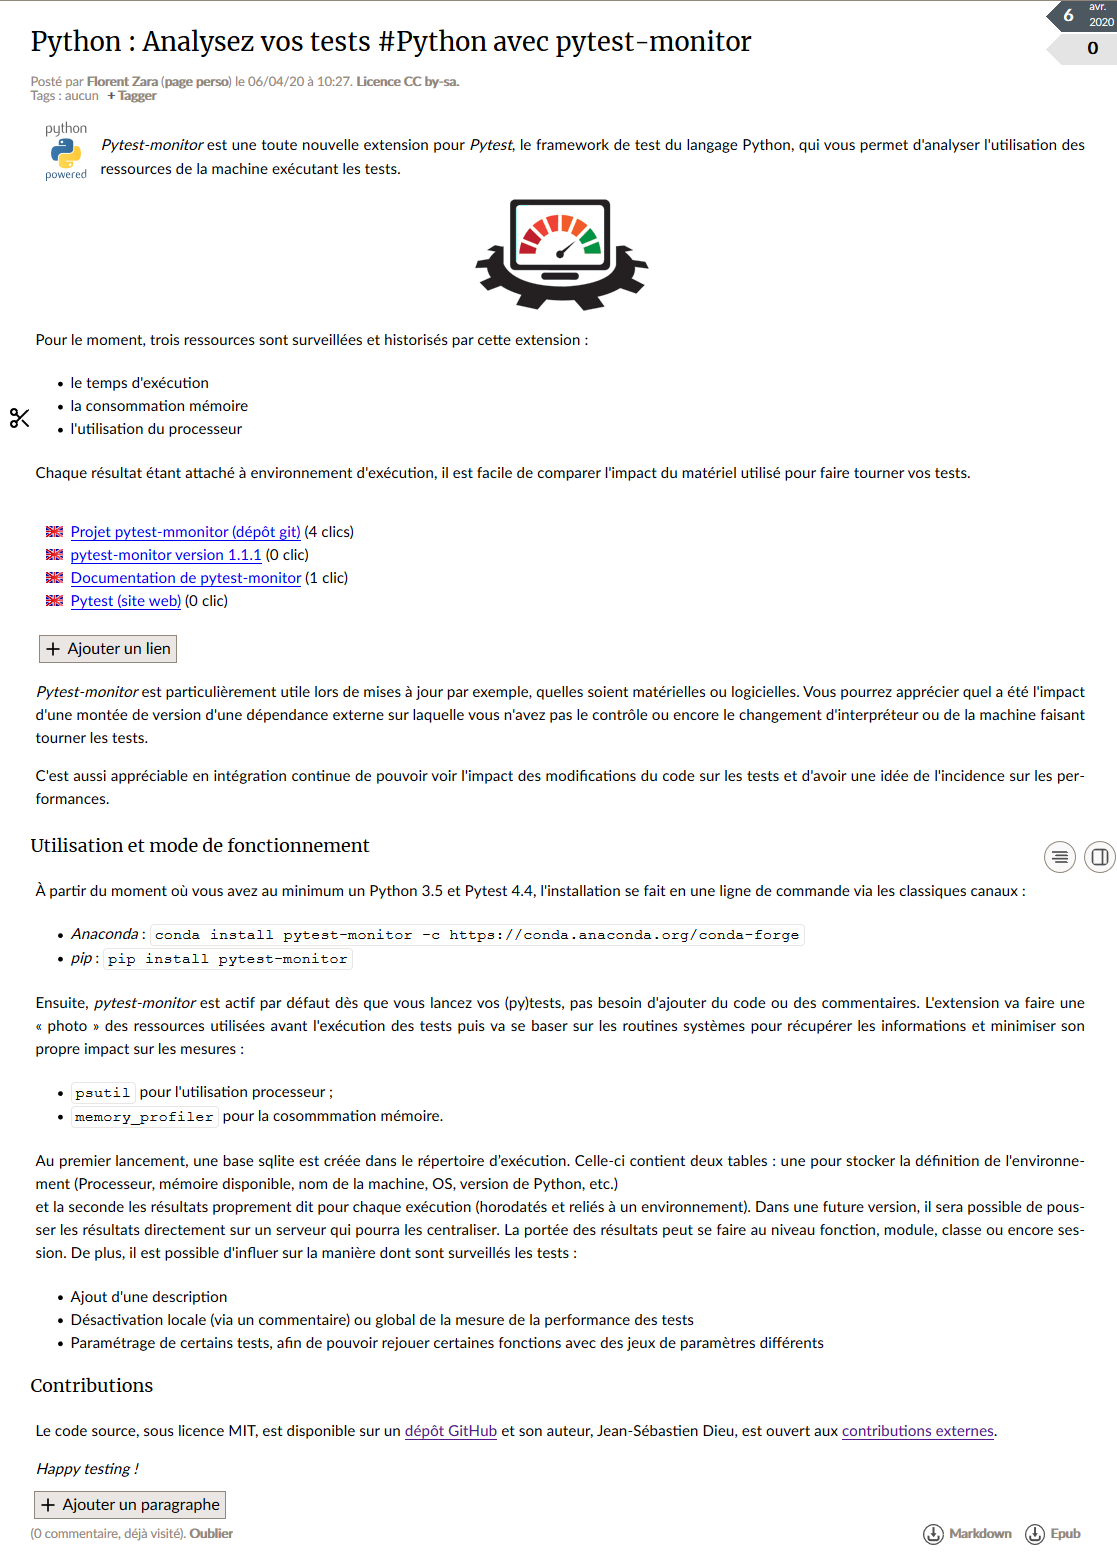 6 avr. 2020
0
Python : Analysez vos tests #Python avec pytest-monitor
Posté par Florent Zara (page perso) le 06/04/20 à 10:27. Licence CC by-sa.
Tags : aucun + Tagger
python
powered
Pytest-monitor est une toute nouvelle extension pour Pytest, le framework de test du langage Python, qui vous permet d'analyser l'utilisation des
ressources de la machine exécutant les tests.
Pour le moment, trois ressources sont surveillées et historisés par cette extension :
• le temps d'exécution
• la consommation mémoire
• l'utilisation du processeur
Chaque résultat étant attaché à environnement d'exécution, il est facile de comparer l'impact du matériel utilisé pour faire tourner vos tests.
Projet pytest-mmonitor (dépôt git) (4 clics)
pytest-monitor version 1.1.1 (0 clic)
Documentation de pytest-monitor (1 clic)
Pytest (site web) (0 clic)
+ Ajouter un lien
Pytest-monitor est particulièrement utile lors de mises à jour par exemple, quelles soient matérielles ou logicielles. Vous pourrez apprécier quel a été l'impact
d'une montée de version d'une dépendance externe sur laquelle vous n'avez pas le contrôle ou encore le changement d'interpréteur ou de la machine faisant
tourner les tests.
C'est aussi appréciable en intégration continue de pouvoir voir l'impact des modifications du code sur les tests et d'avoir une idée de l'incidence sur les per-
formances.
Utilisation et mode de fonctionnement
À partir du moment où vous avez au minimum un Python 3.5 et Pytest 4.4, l'installation se fait en une ligne de commande via les classiques canaux :
• Anaconda : conda install pytest-monitor -c https://conda.anaconda.org/conda-forge
• pip : pip install pytest-monitor
Ensuite, pytest-monitor est actif par défaut dès que vous lancez vos (py)tests, pas besoin d'ajouter du code ou des commentaires. L'extension va faire une
« photo » des ressources utilisées avant l'exécution des tests puis va se baser sur les routines systèmes pour récupérer les informations et minimiser son
propre impact sur les mesures :
• psutil pour l'utilisation processeur ;
• memory_profiler pour la cosommmation mémoire.
Au premier lancement, une base sqlite est créée dans le répertoire d'exécution. Celle-ci contient deux tables : une pour stocker la définition de l'environne-
ment (Processeur, mémoire disponible, nom de la machine, OS, version de Python, etc.)
et la seconde les résultats proprement dit pour chaque exécution (horodatés et reliés à un environnement). Dans une future version, il sera possible de pous-
ser les résultats directement sur un serveur qui pourra les centraliser. La portée des résultats peut se faire au niveau fonction, module, classe ou encore ses-
sion. De plus, il est possible d'influer sur la manière dont sont surveillés les tests :
• Ajout d'une description
• Désactivation locale (via un commentaire) ou global de la mesure de la performance des tests
• Paramétrage de certains tests, afin de pouvoir rejouer certaines fonctions avec des jeux de paramètres différents
Contributions
Le code source, sous licence MIT, est disponible sur un dépôt GitHub et son auteur, Jean-Sébastien Dieu, est ouvert aux contributions externes.
Happy testing !
+ Ajouter un paragraphe
(0 commentaire, déjà visité). Oublier
Markdown Epub